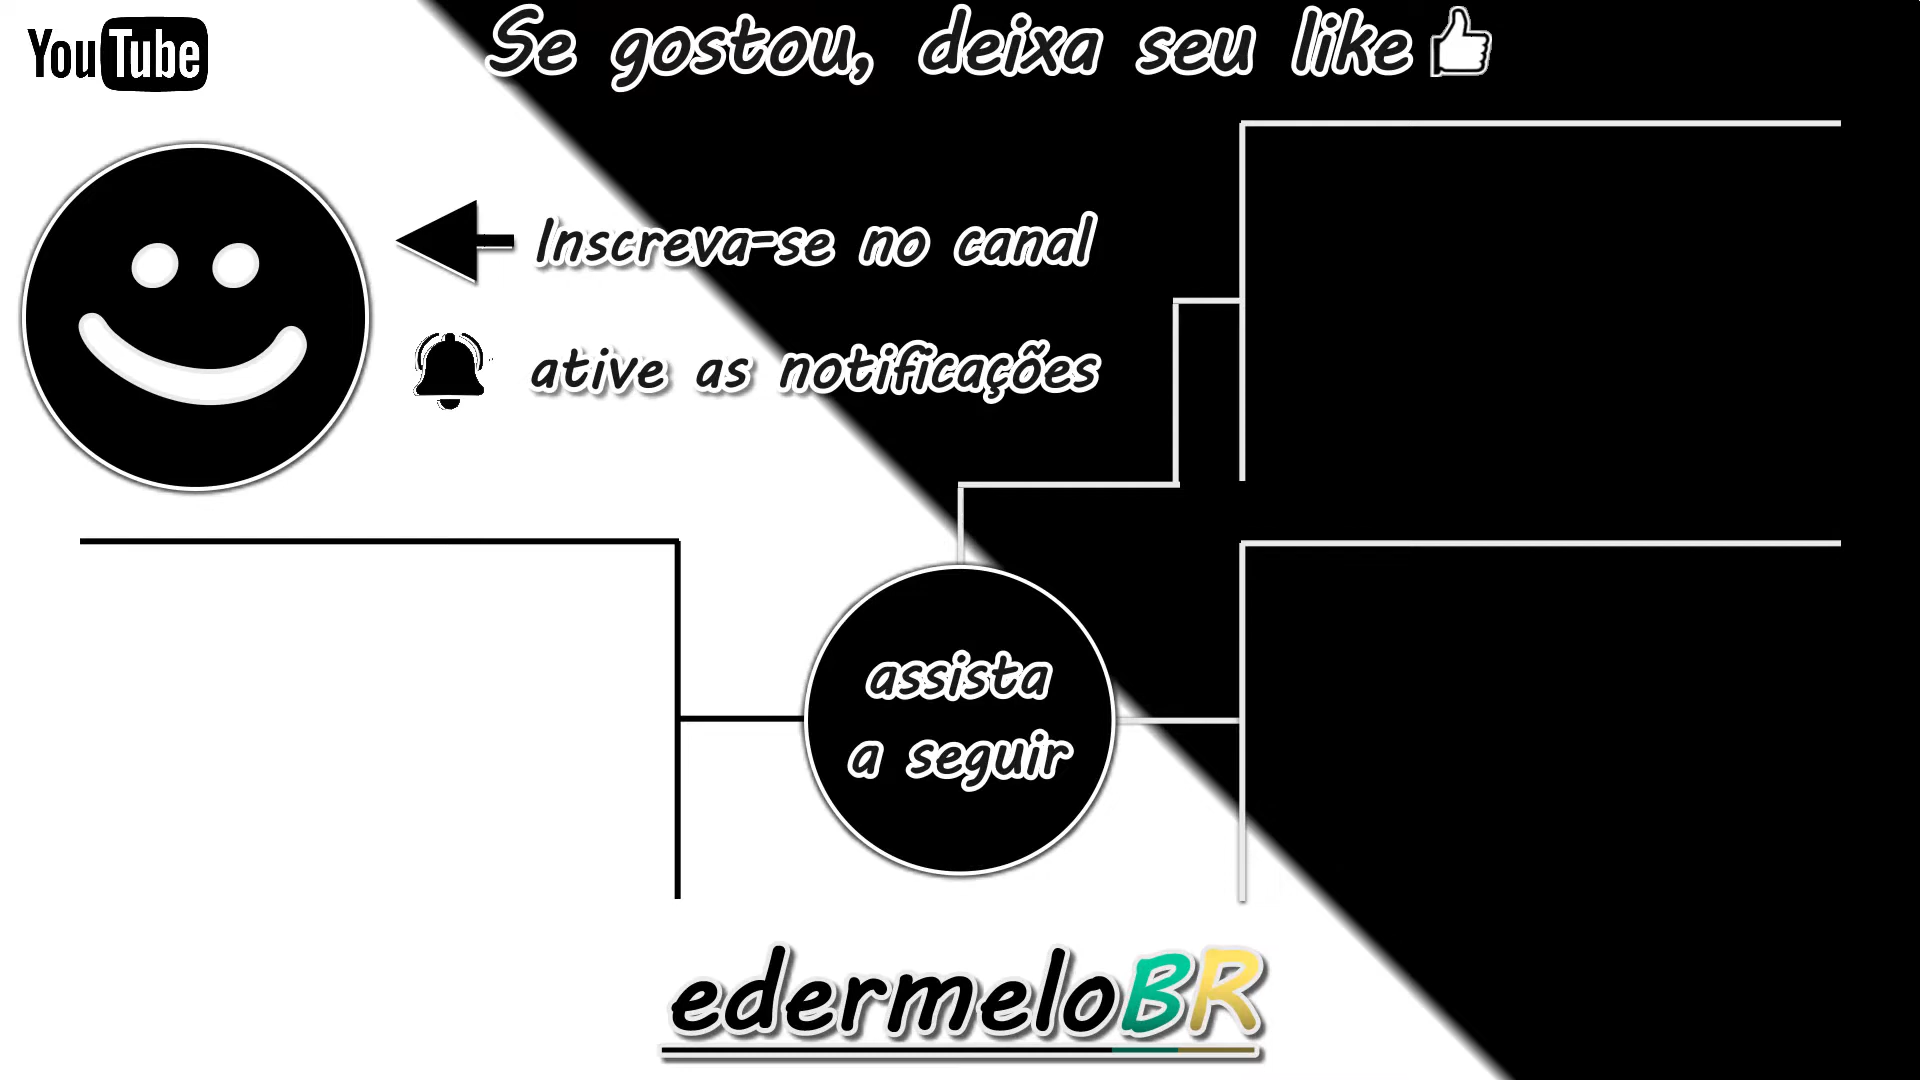 YouTube
Se gostou, deixa seu like
Inscreva-se no canal
ative as notificações
assista
a seguir
edermeloBR